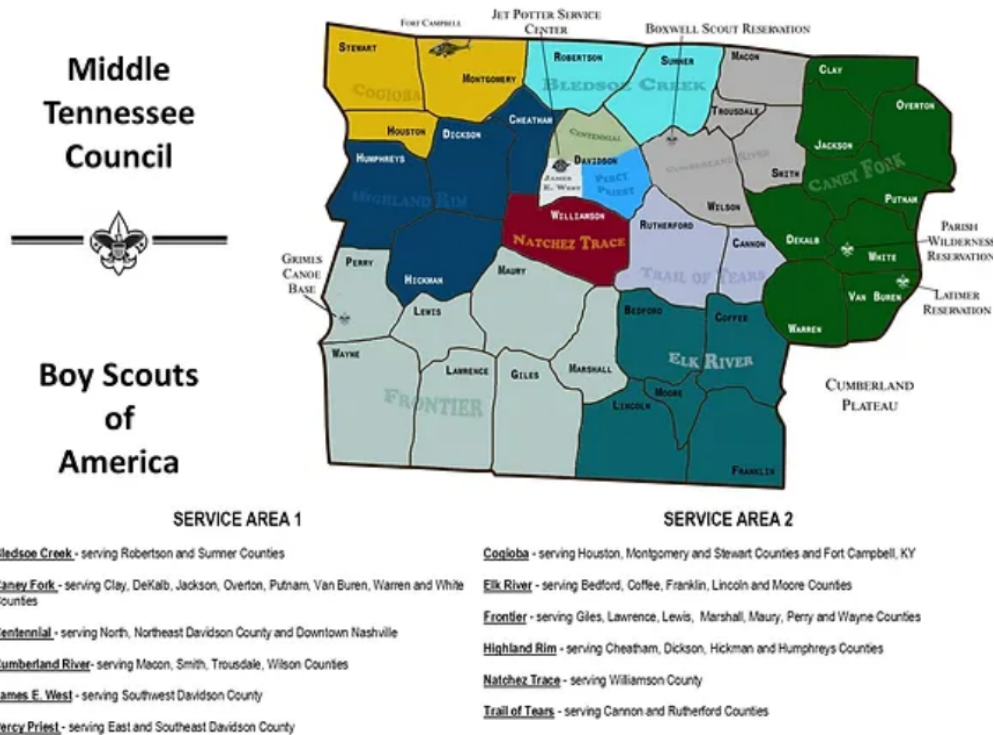 Middle
Tennessee
Council
Boy Scouts
of
America
FORT CAMPBELL
JET POTTER SERVICE
CENTER
BOXWELL SCOUT RESERVATION
STEWART
MONTGOMERY
COGIOBA
HOUSTON
ROBERTSON
SUMNER
BLEDSOE CREEK
MACON
TROUSDALE
CLAY
OVERTON
JACKSON
SMITH
CANEY FORK
PUTNAM
CHEATHAM
DICKSON
HUMPHREYS
HIGHLAND RIM
HICKMAN
CENTENNIAL
DAVIDSON
JAMES
E. WEST
PERCY
PRIEST
CUMBERLAND RIVER
WILSON
WILLIAMSON
NATCHEZ TRACE
RUTHERFORD
CANNON
TRAIL OF TEARS
DEKALB
WHITE
VAN BUREN
WARREN
PARISH
WILDERNESS
RESERVATION
LATIMER
RESERVATION
GRIMES
CANOE
BASE
PERRY
LEWIS
MAURY
WAYNE
LAWRENCE
GILES
MARSHALL
FRONTIER
BEDFORD
COFFEE
ELK RIVER
MOORE
LINCOLN
FRANKLIN
CUMBERLAND
PLATEAU
SERVICE AREA 1
Bledsoe Creek - serving Robertson and Sumner Counties
Caney Fork - serving Clay, DeKalb, Jackson, Overton, Putnam, Van Buren, Warren and White
Counties
Centennial - serving North, Northeast Davidson County and Downtown Nashville
Cumberland River- serving Macon, Smith, Trousdale, Wilson Counties
James E. West - serving Southwest Davidson County
Percy Priest - serving East and Southeast Davidson County
SERVICE AREA 2
Cogioba - serving Houston, Montgomery and Stewart Counties and Fort Campbell, KY
Elk River - serving Bedford, Coffee, Franklin, Lincoln and Moore Counties
Frontier - serving Giles, Lawrence, Lewis, Marshall, Maury, Perry and Wayne Counties
Highland Rim - serving Cheatham, Dickson, Hickman and Humphreys Counties
Natchez Trace - serving Williamson County
Trail of Tears - serving Cannon and Rutherford Counties